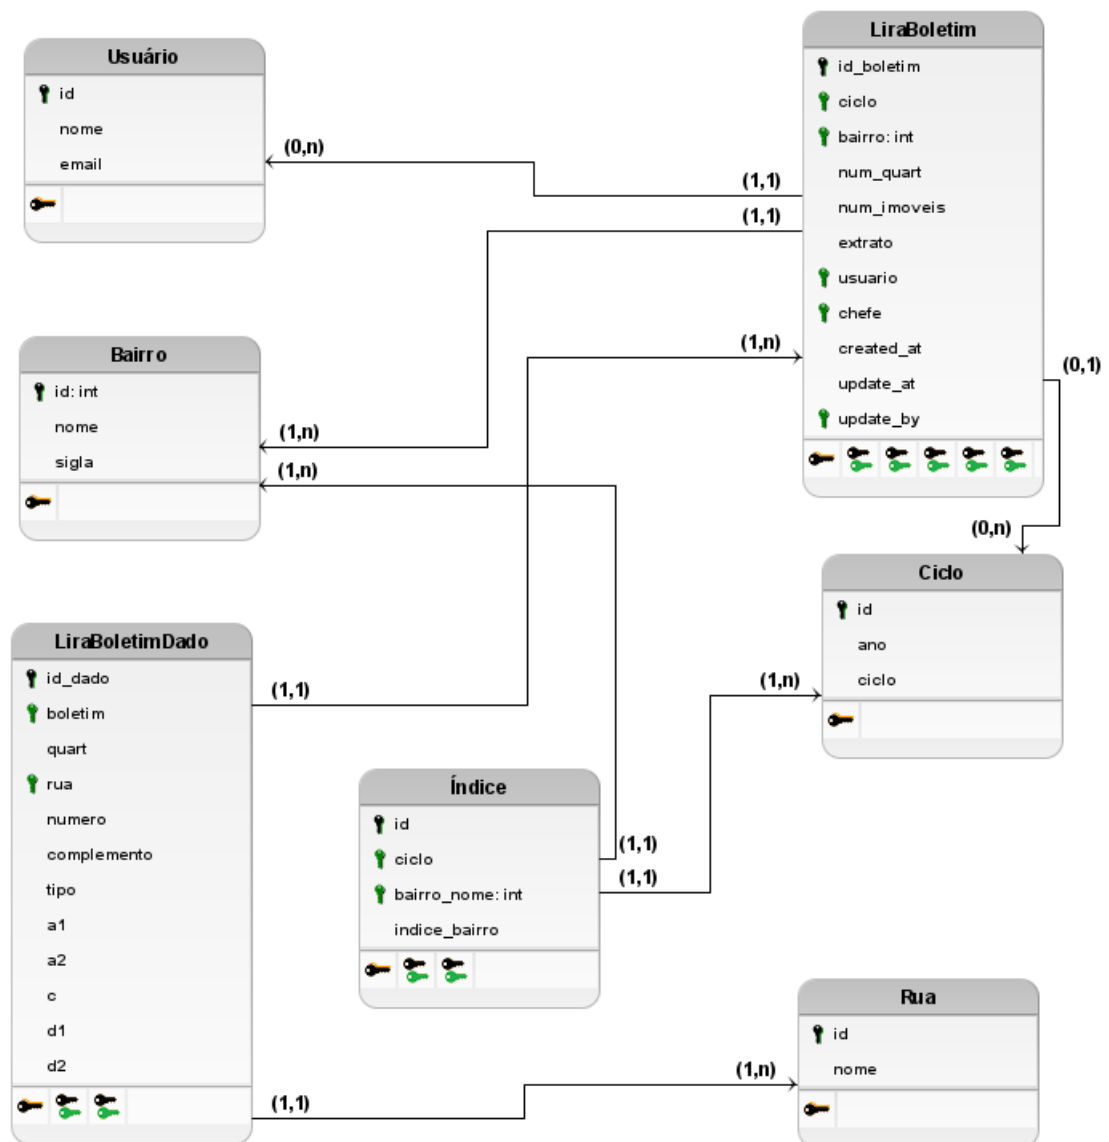 Usuário
id
nome
email
(0,n)
(1,1)
(1,1)
LiraBoletim
id_boletim
ciclo
bairro: int
num_quart
num_imoveis
extrato
usuario
chefe
created_at
update_at
update_by
(0,1)
(0,n)
Bairro
id: int
nome
sigla
(1,n)
(1,n)
(1,n)
Ciclo
id
ano
ciclo
(1,n)
LiraBoletimDado
id_dado
boletim
quart
rua
numero
complemento
tipo
a1
a2
c
d1
d2
(1,1)
(1,1)
Índice
id
ciclo
bairro_nome: int
indice_bairro
(1,1)
(1,1)
Rua
id
nome
(1,n)